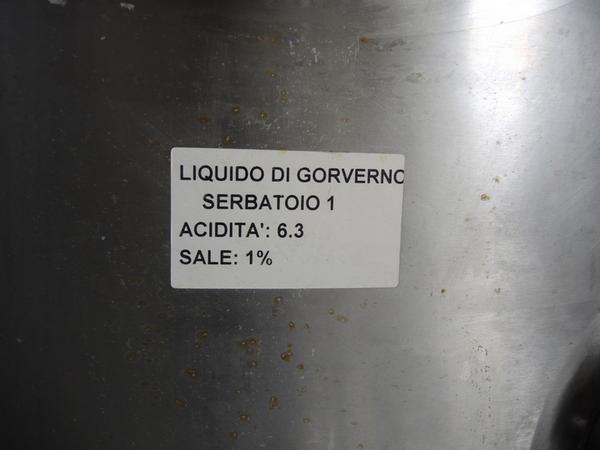 LIQUIDO DI GORVERNO
SERBATOIO 1
ACIDITA': 6.3
SALE: 1%